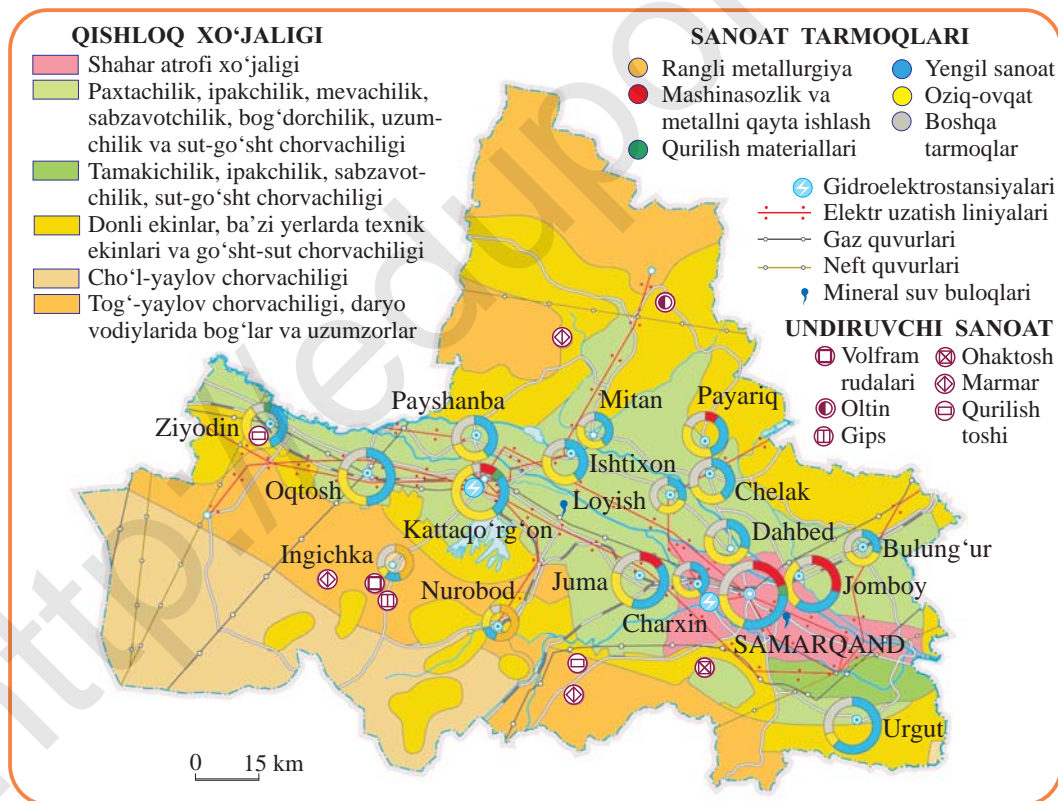 QISHLOQ XO‘JALIGI
Shahar atrofi xo‘jaligi
Paxtachilik, ipakchilik, mevachilik,
sabzavotchilik, bog‘dorchilik, uzum-
chilik va sut-go‘sht chorvachiligi
Tamakichilik, ipakchilik, sabzavot-
chilik, sut-go‘sht chorvachiligi
Donli ekinlar, ba’zi yerlarda texnik
ekinlari va go‘sht-sut chorvachiligi
Cho‘l-yaylov chorvachiligi
Tog‘-yaylov chorvachiligi, daryo
vodiylarida bog‘lar va uzumzorlar
SANOAT TARMOQLARI
Rangli metallurgiya
Mashinasozlik va
metallni qayta ishlash
Qurilish materiallari
Yengil sanoat
Oziq-ovqat
Boshqa
tarmoqlar
Gidroelektrostansiyalari
Elektr uzatish liniyalari
Gaz quvurlari
Neft quvurlari
Mineral suv buloqlari
UNDIRUVCHI SANOAT
Volfram
rudalari
Oltin
Gips
Ohaktosh
Marmar
Qurilish
toshi
Payshanba
Mitan
Payariq
Ziyodin
Ishtixon
Oqtosh
Loyish
Chelak
Kattaqo‘rg‘on
Dahbed
Bulung‘ur
Ingichka
Nurobod
Juma
Jomboy
Charxin
SAMARQAND
Urgut
0 15 km
http://edupo